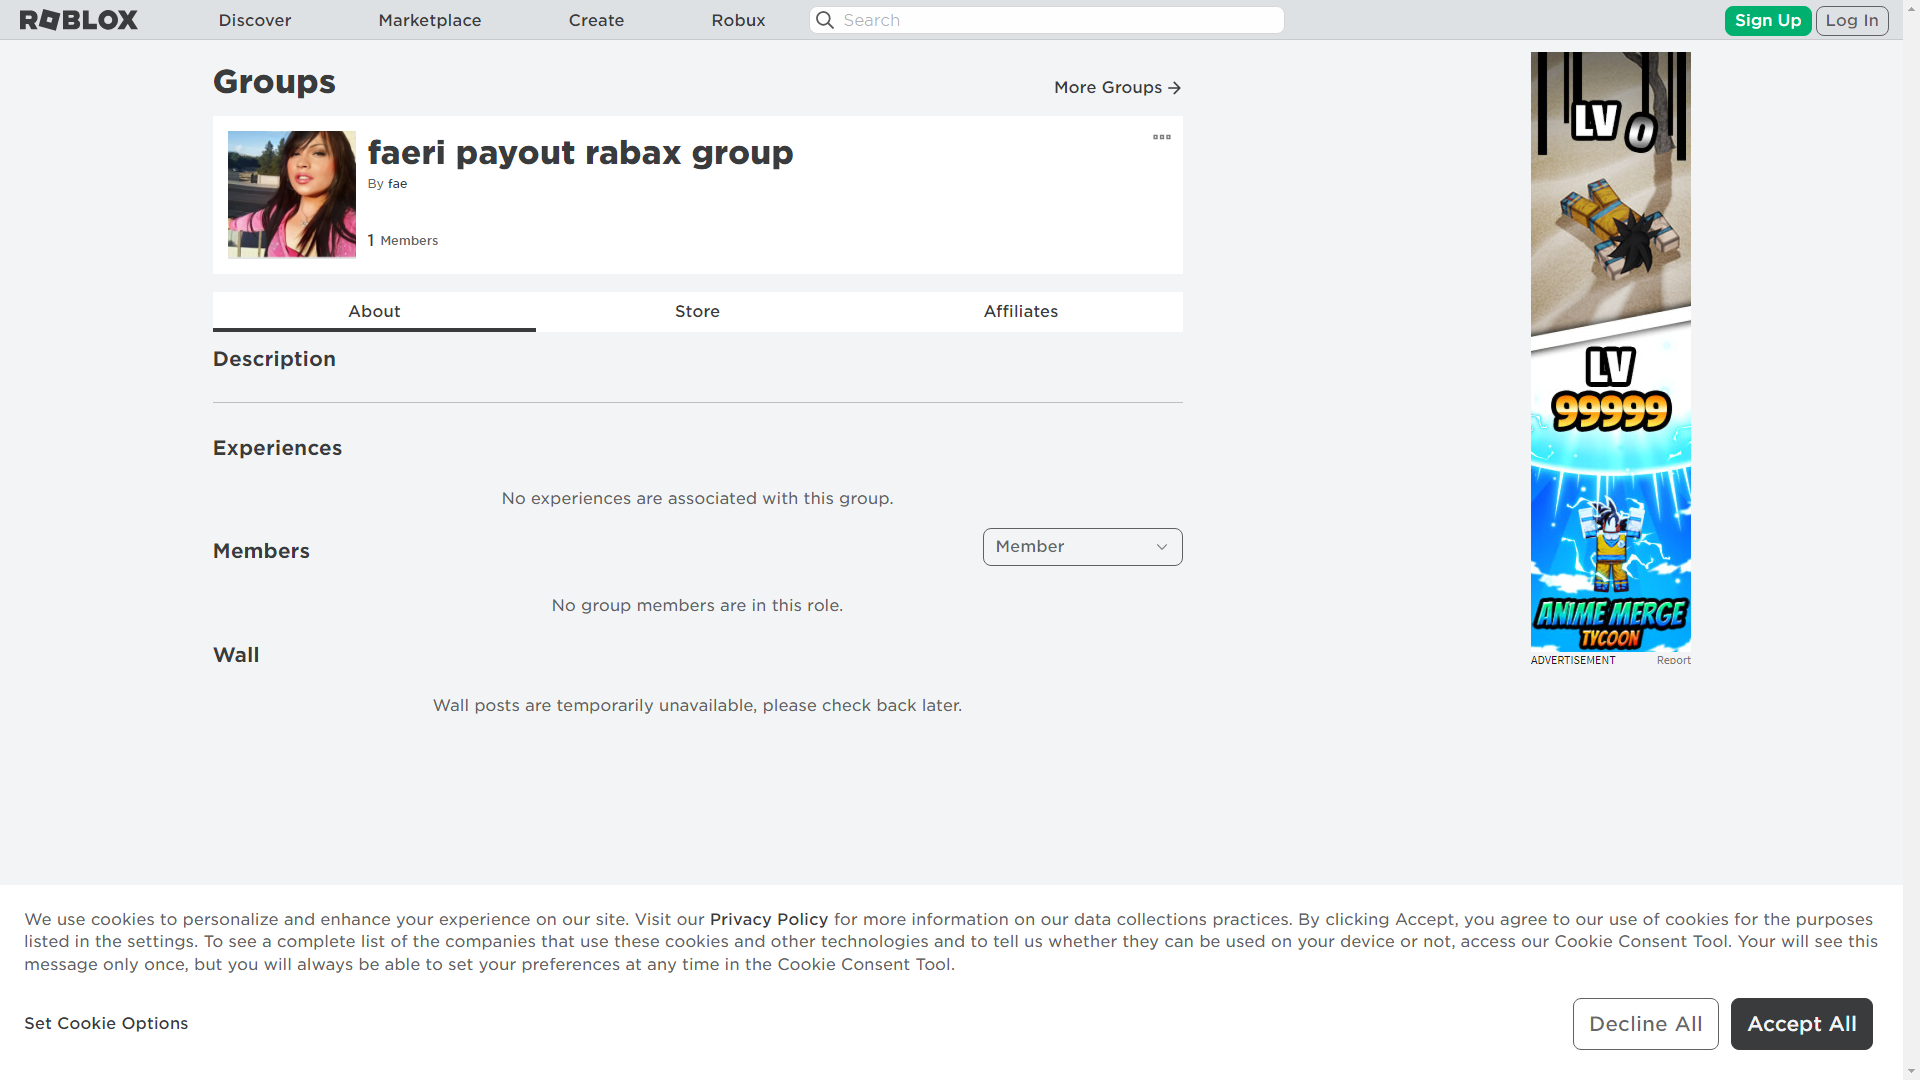 ROBLOX
Discover
Marketplace
Create
Robux
Search
Sign Up
Log In
Groups
More Groups
faeri payout rabax group
By fae
1 Members
About
Store
Affiliates
Description
Experiences
No experiences are associated with this group.
Members
Member
No group members are in this role.
Wall
Wall posts are temporarily unavailable, please check back later.
LV 0
LV
99999
ANIME MERGE
TYCOON
ADVERTISEMENT
Report
We use cookies to personalize and enhance your experience on our site. Visit our Privacy Policy for more information on our data collections practices. By clicking Accept, you agree to our use of cookies for the purposes
listed in the settings. To see a complete list of the companies that use these cookies and other technologies and to tell us whether they can be used on your device or not, access our Cookie Consent Tool. Your will see this
message only once, but you will always be able to set your preferences at any time in the Cookie Consent Tool.
Set Cookie Options
Decline All
Accept All